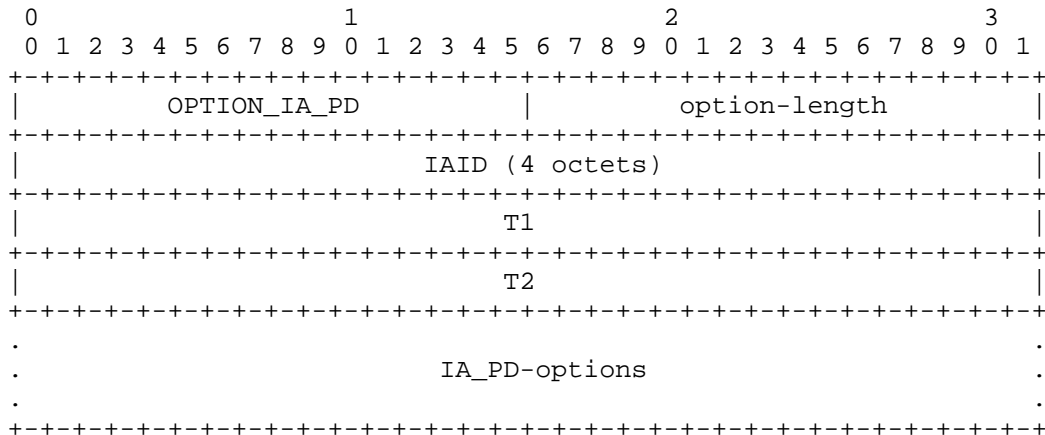 0                   1                   2                   3
 0 1 2 3 4 5 6 7 8 9 0 1 2 3 4 5 6 7 8 9 0 1 2 3 4 5 6 7 8 9 0 1
+-+-+-+-+-+-+-+-+-+-+-+-+-+-+-+-+-+-+-+-+-+-+-+-+-+-+-+-+-+-+-+-+
|         OPTION_IA_PD          |         option-length         |
+-+-+-+-+-+-+-+-+-+-+-+-+-+-+-+-+-+-+-+-+-+-+-+-+-+-+-+-+-+-+-+-+
|                         IAID (4 octets)                       |
+-+-+-+-+-+-+-+-+-+-+-+-+-+-+-+-+-+-+-+-+-+-+-+-+-+-+-+-+-+-+-+-+
|                              T1                               |
+-+-+-+-+-+-+-+-+-+-+-+-+-+-+-+-+-+-+-+-+-+-+-+-+-+-+-+-+-+-+-+-+
|                              T2                               |
+-+-+-+-+-+-+-+-+-+-+-+-+-+-+-+-+-+-+-+-+-+-+-+-+-+-+-+-+-+-+-+-+
.                                                               .
.                          IA_PD-options                        .
.                                                               .
+-+-+-+-+-+-+-+-+-+-+-+-+-+-+-+-+-+-+-+-+-+-+-+-+-+-+-+-+-+-+-+-+